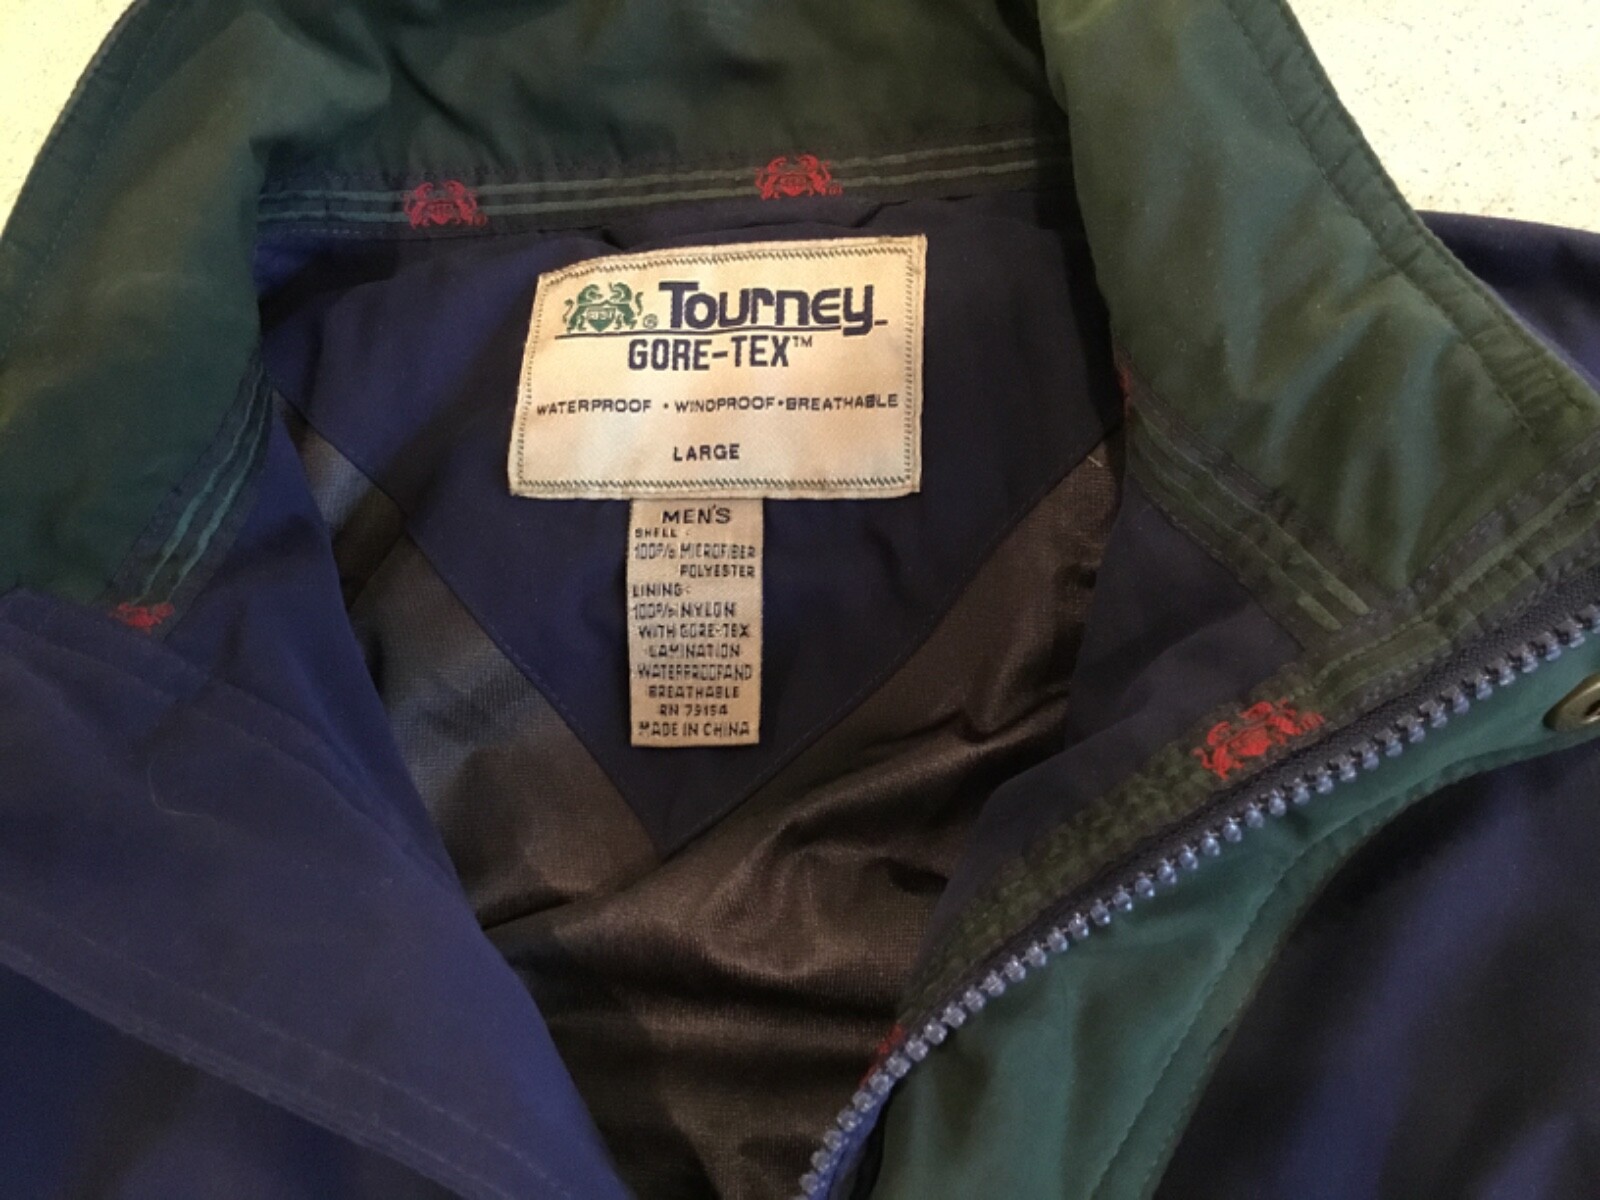 ® Tourney
GORE-TEX™
WATERPROOF • WINDPROOF • BREATHABLE
LARGE
MEN'S
SHELL:
100% MICROFIBER
POLYESTER
LINING:
100% NYLON
WITH GORE-TEX
LAMINATION
WATERPROOF AND
BREATHABLE
RN 79154
MADE IN CHINA